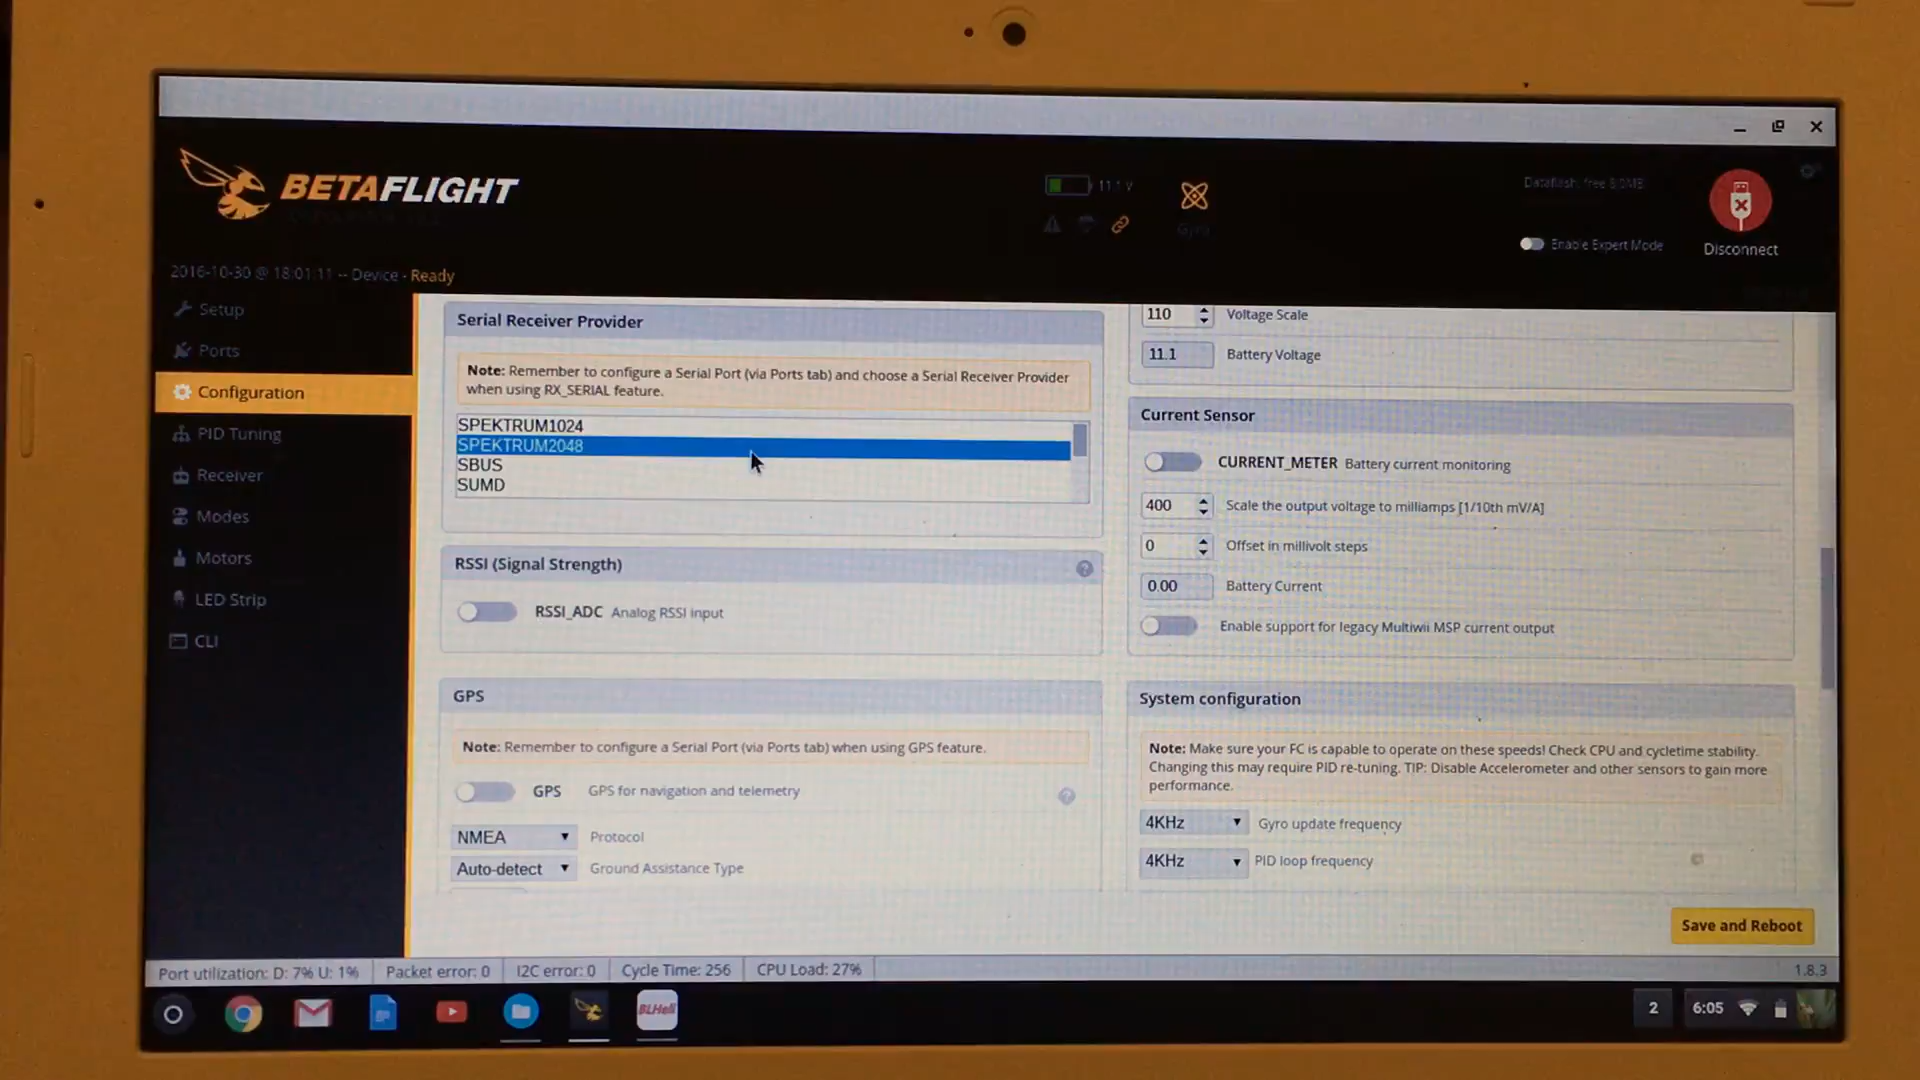 BETAFLIGHT
11.1 V
Gyro
Dataflash: free 8.0MB
Enable Expert Mode
Disconnect
2016-10-30 @ 18:01:11 -- Device - Ready
Setup
Ports
Configuration
PID Tuning
Receiver
Modes
Motors
LED Strip
CLI
Serial Receiver Provider
Note: Remember to configure a Serial Port (via Ports tab) and choose a Serial Receiver Provider
when using RX_SERIAL feature.
SPEKTRUM1024
SPEKTRUM2048
SBUS
SUMD
RSSI (Signal Strength)
?
RSSI_ADC Analog RSSI input
GPS
Note: Remember to configure a Serial Port (via Ports tab) when using GPS feature.
GPS GPS for navigation and telemetry
?
NMEA Protocol
Auto-detect Ground Assistance Type
110 Voltage Scale
11.1 Battery Voltage
Current Sensor
CURRENT_METER Battery current monitoring
400 Scale the output voltage to milliamps [1/10th mV/A]
0 Offset in millivolt steps
0.00 Battery Current
Enable support for legacy Multiwii MSP current output
System configuration
Note: Make sure your FC is capable to operate on these speeds! Check CPU and cycletime stability.
Changing this may require PID re-tuning. TIP: Disable Accelerometer and other sensors to gain more
performance.
4KHz Gyro update frequency
4KHz PID loop frequency
Save and Reboot
Port utilization: D: 7% U: 1% Packet error: 0 I2C error: 0 Cycle Time: 256 CPU Load: 27% 1.8.3
BLHeli
2 6:05